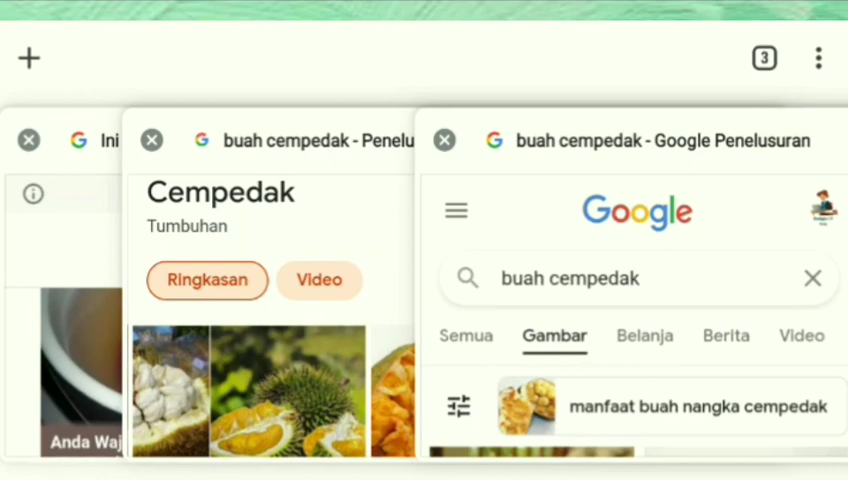 3
Ini
buah cempedak - Penelu
buah cempedak - Google Penelusuran
Cempedak
Tumbuhan
Ringkasan
Video
Anda Waj
Google
buah cempedak
Semua
Gambar
Belanja
Berita
Video
manfaat buah nangka cempedak